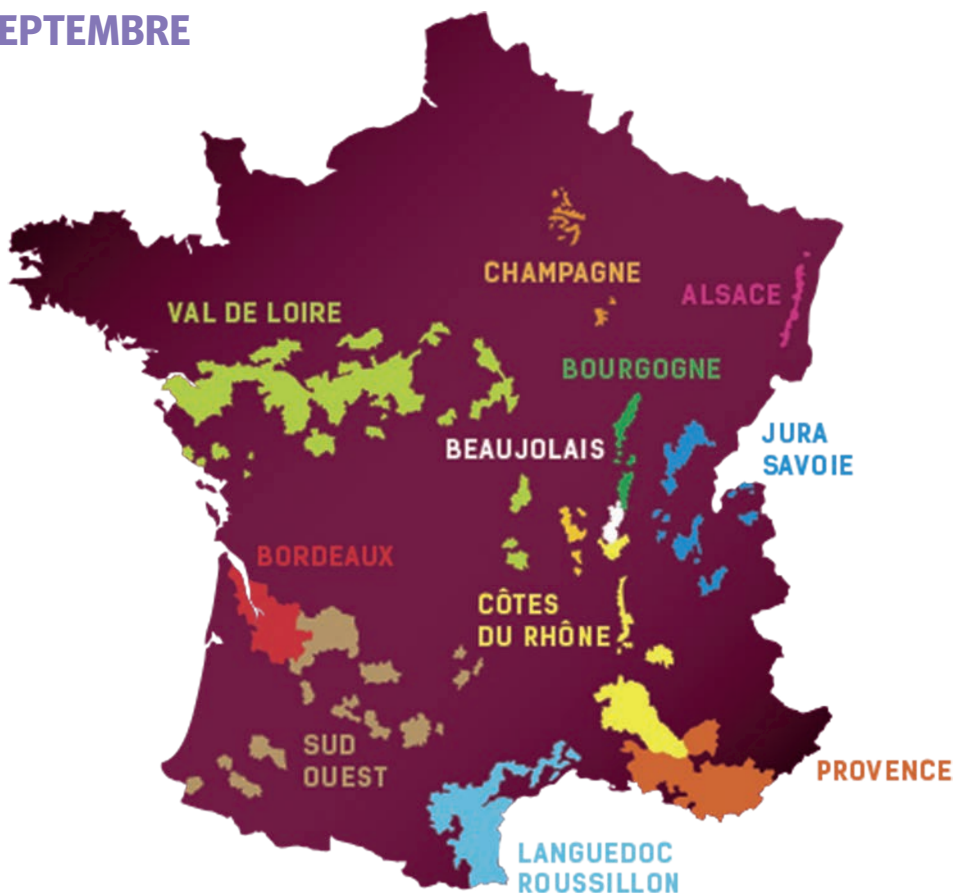 EPTEMBRE
CHAMPAGNE
ALSACE
VAL DE LOIRE
BOURGOGNE
BEAUJOLAIS
JURA
SAVOIE
BORDEAUX
CÔTES
DU RHÔNE
SUD
OUEST
PROVENCE
LANGUEDOC
ROUSSILLON